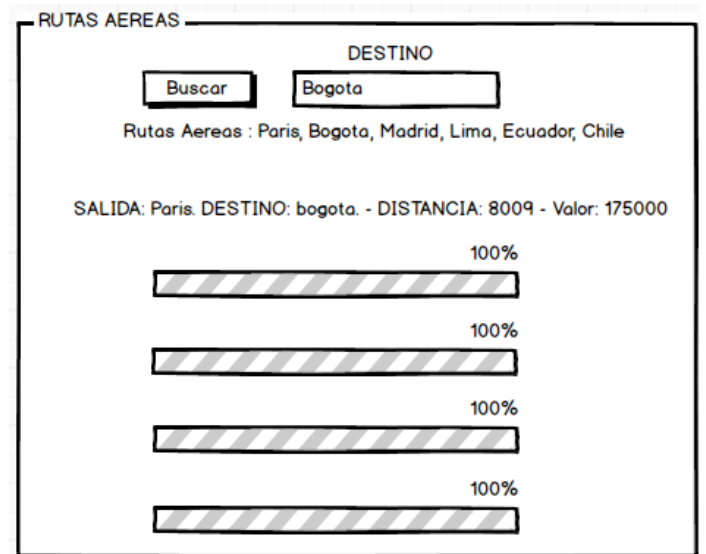 RUTAS AEREAS
DESTINO
Buscar
Bogota
Rutas Aereas : Paris, Bogota, Madrid, Lima, Ecuador, Chile
SALIDA: Paris. DESTINO: bogota. - DISTANCIA: 8009 - Valor: 175000
100%
100%
100%
100%